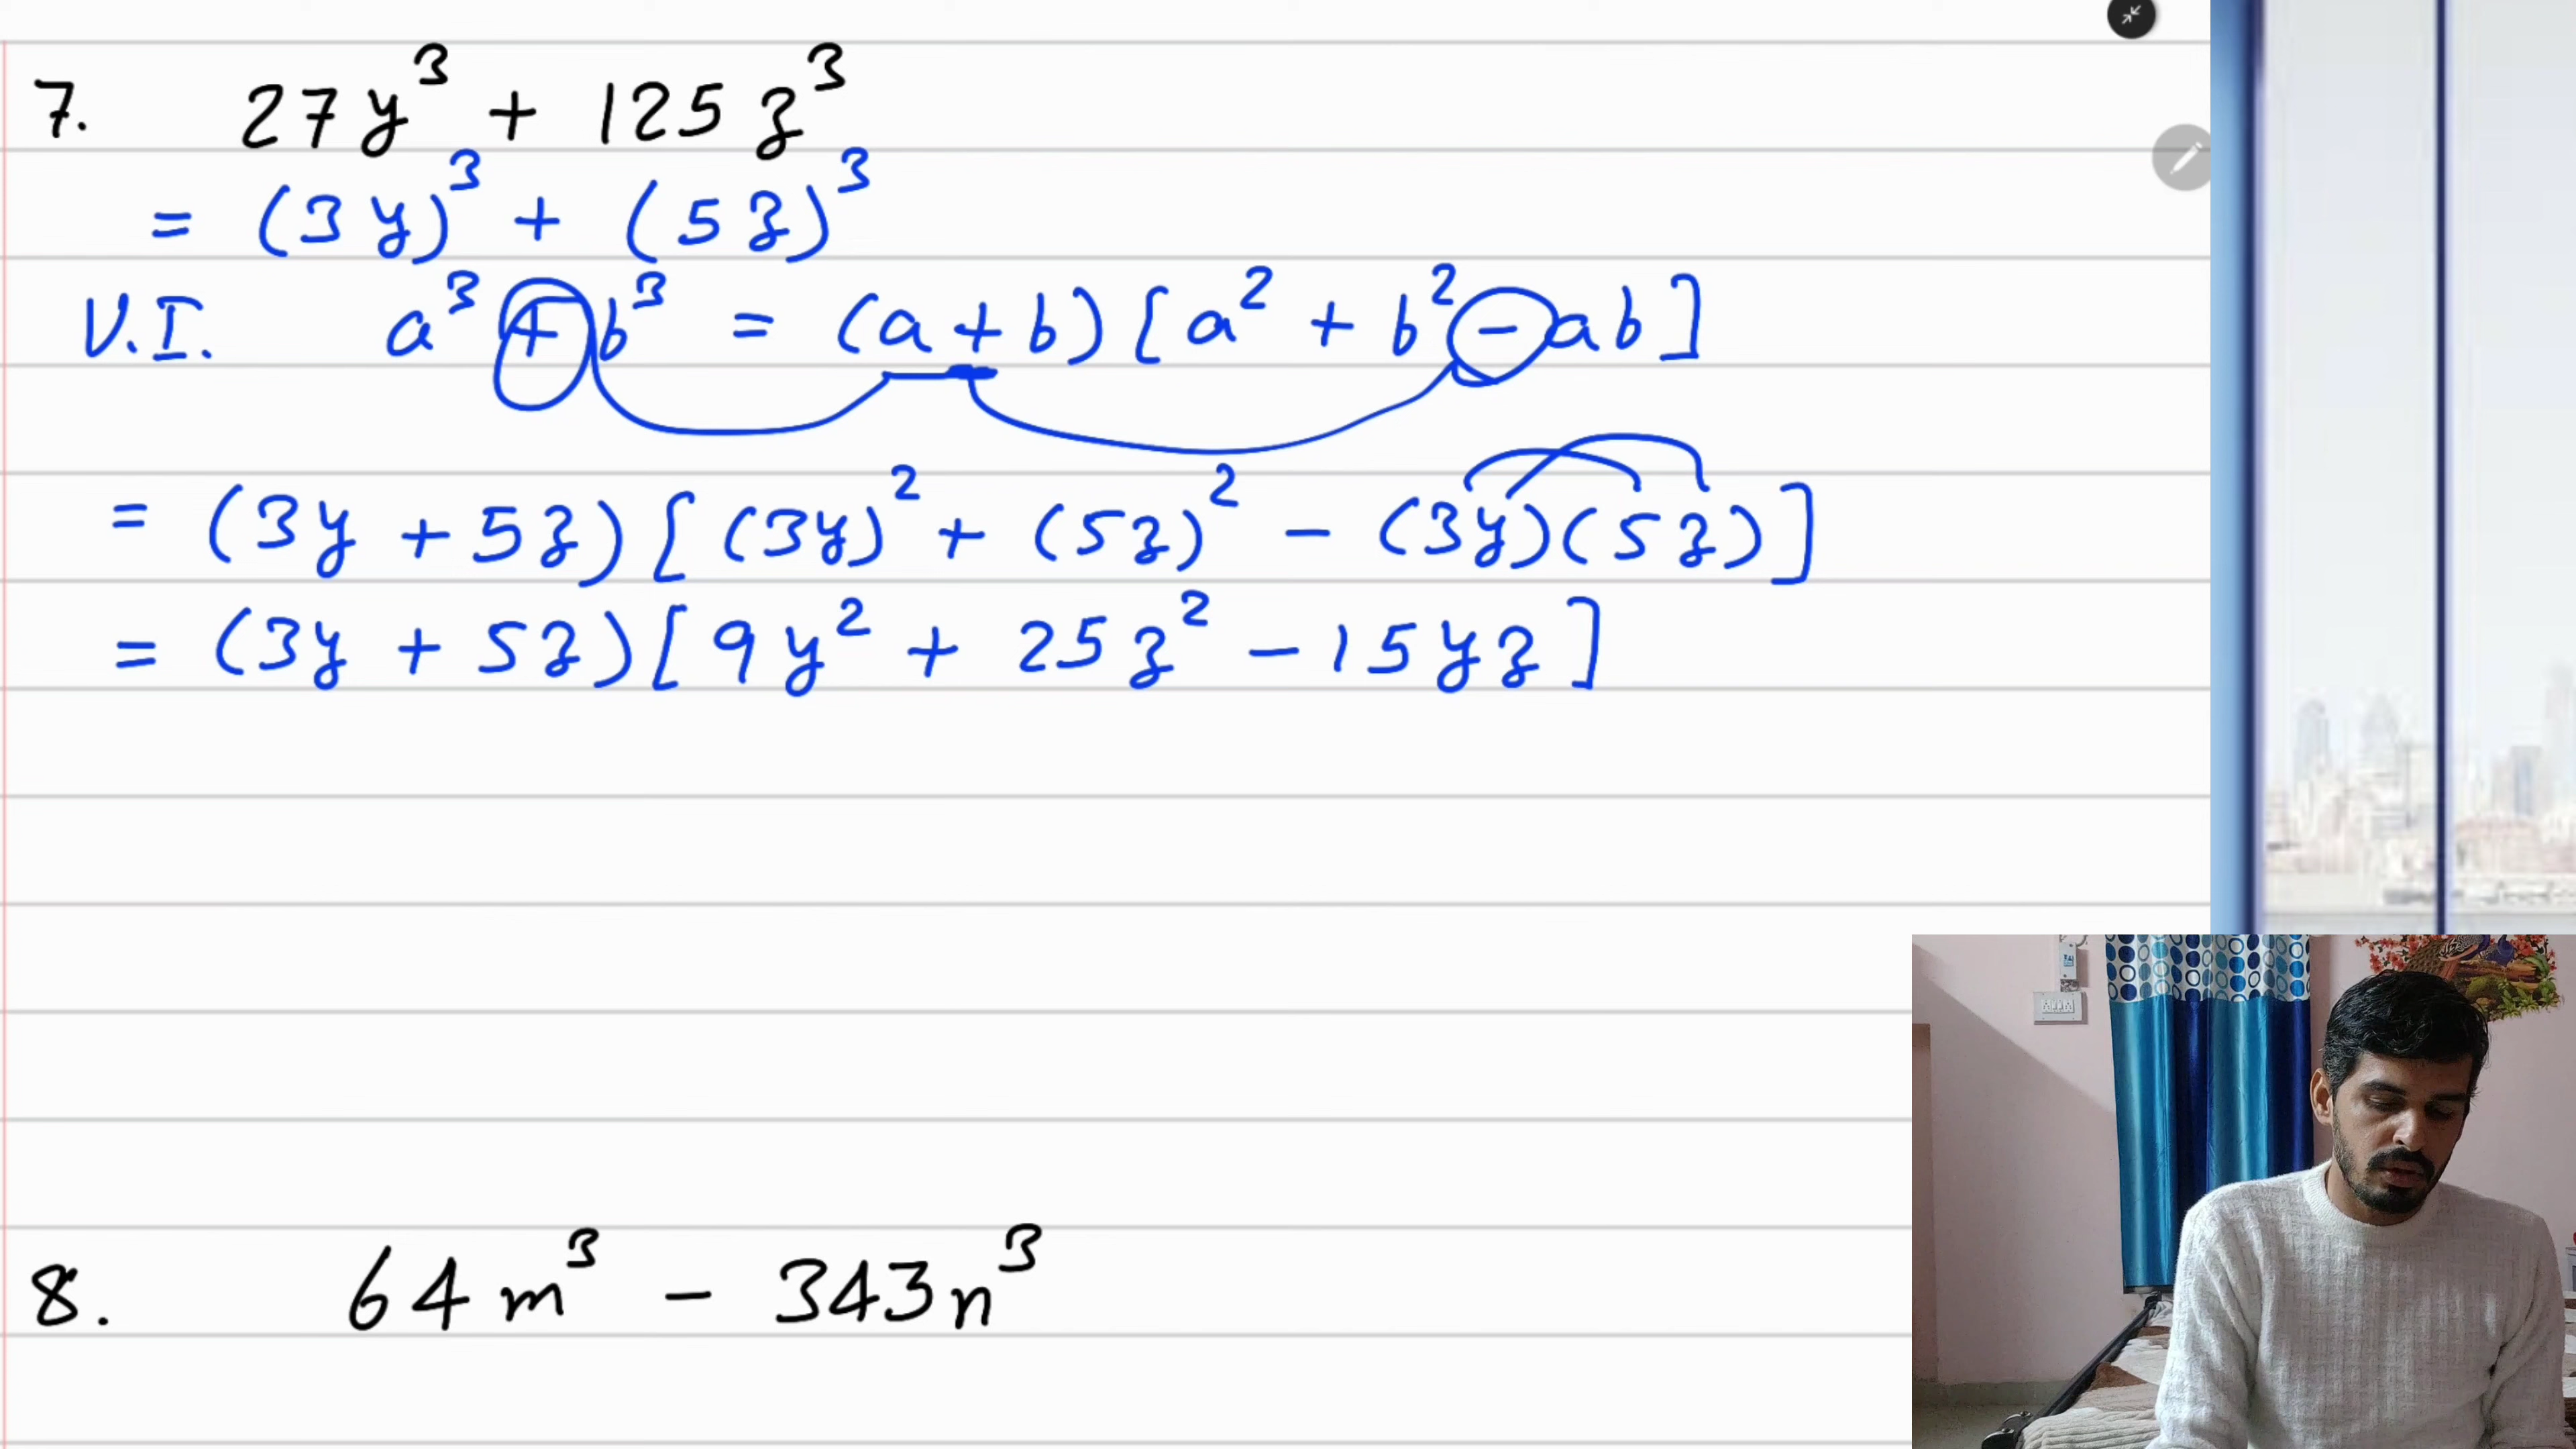 7. 27y³ + 125z³
= (3y)³ + (5z)³
V.I. a³ + b³ = (a + b)[a² + b² - ab]
= (3y + 5z)[(3y)² + (5z)² - (3y)(5z)]
= (3y + 5z)[9y² + 25z² - 15yz]
8. 64m³ - 343n³